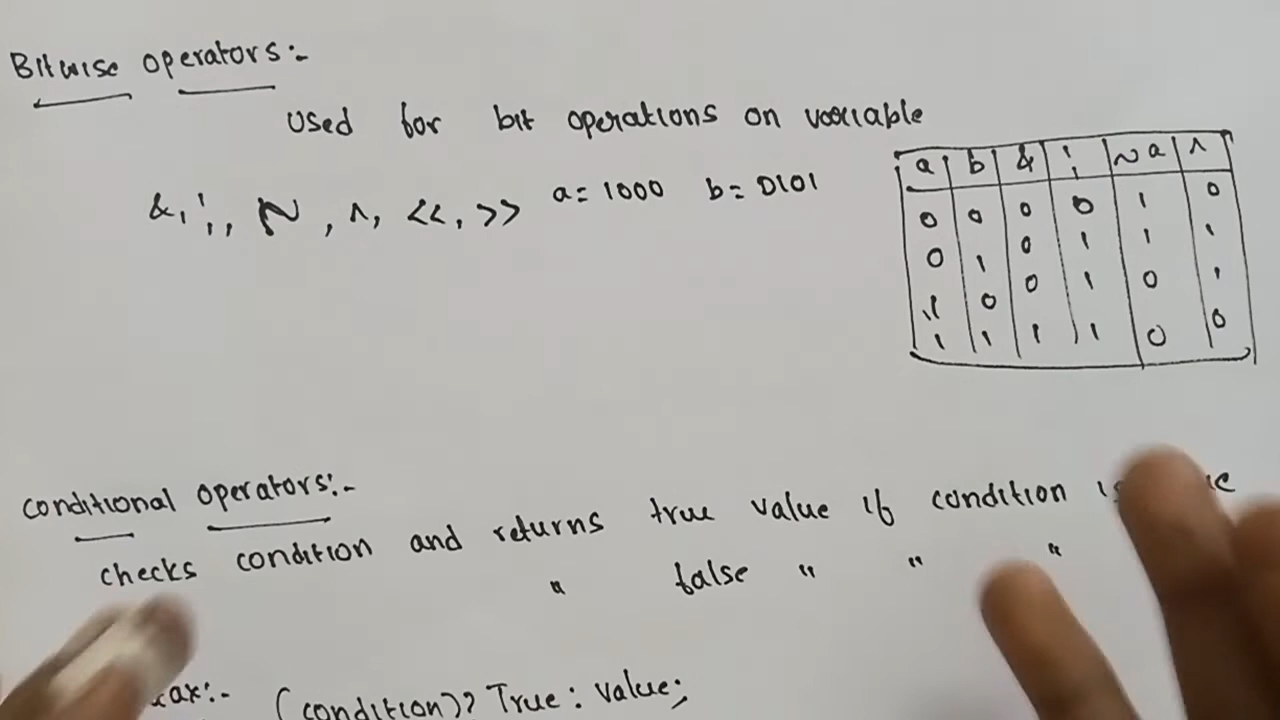 Bitwise operators:-
Used for bit operations on variable
&, ¦, ~, ^, <<, >> a= 1000 b= 0101
a b & ¦ ~a ^
0 0 0 0 1 0
0 1 0 1 1 1
1 0 0 1 0 1
1 1 1 1 0 0
Conditional operators:-
checks condition and returns true value if condition
" false " " "
(condition)? True: value;